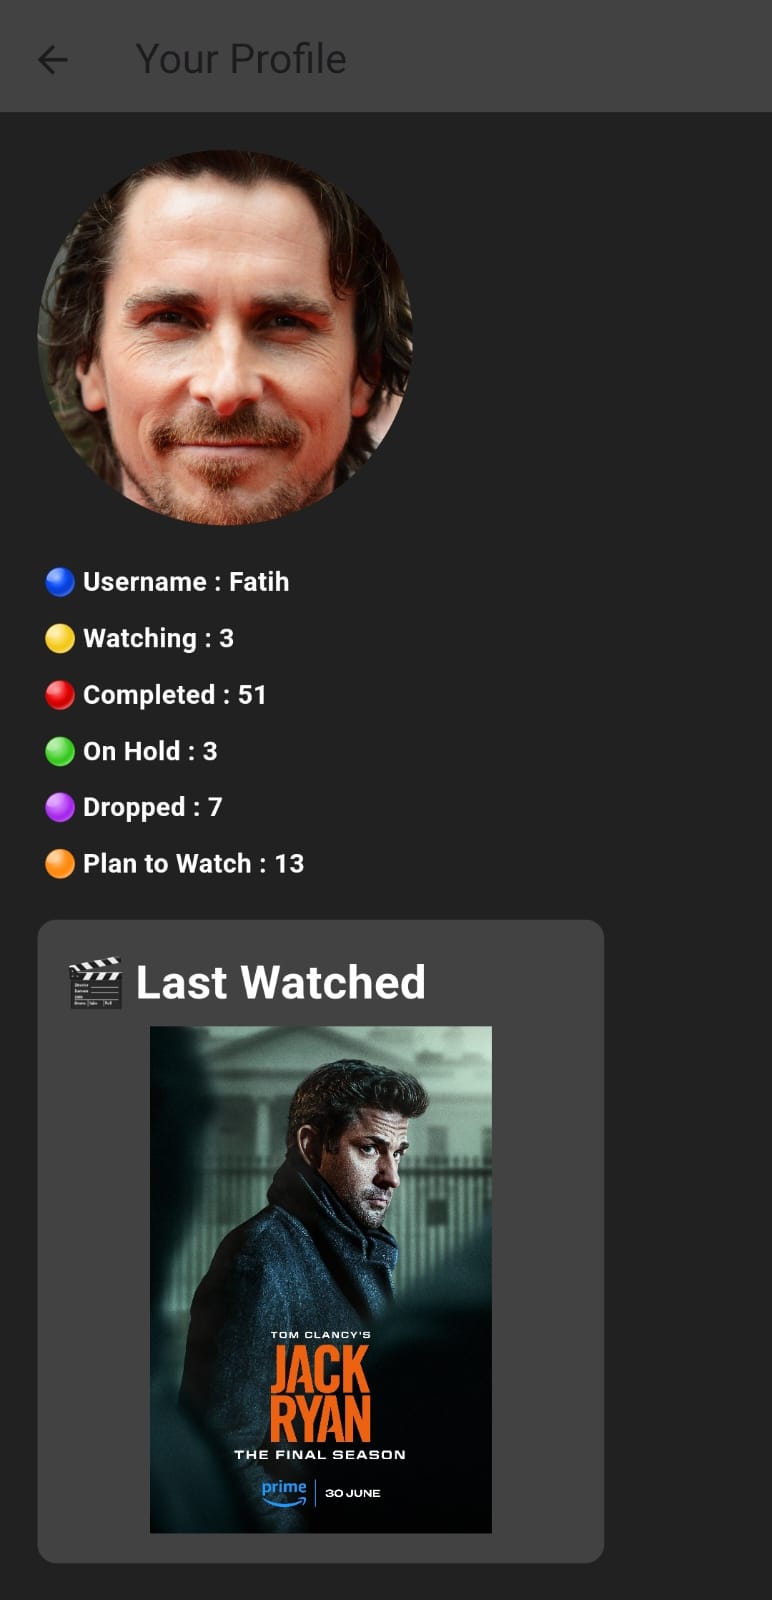 Your Profile
Username : Fatih
Watching : 3
Completed : 51
On Hold : 3
Dropped : 7
Plan to Watch : 13
Last Watched
TOM CLANCY'S
JACK
RYAN
THE FINAL SEASON
prime | 30 JUNE